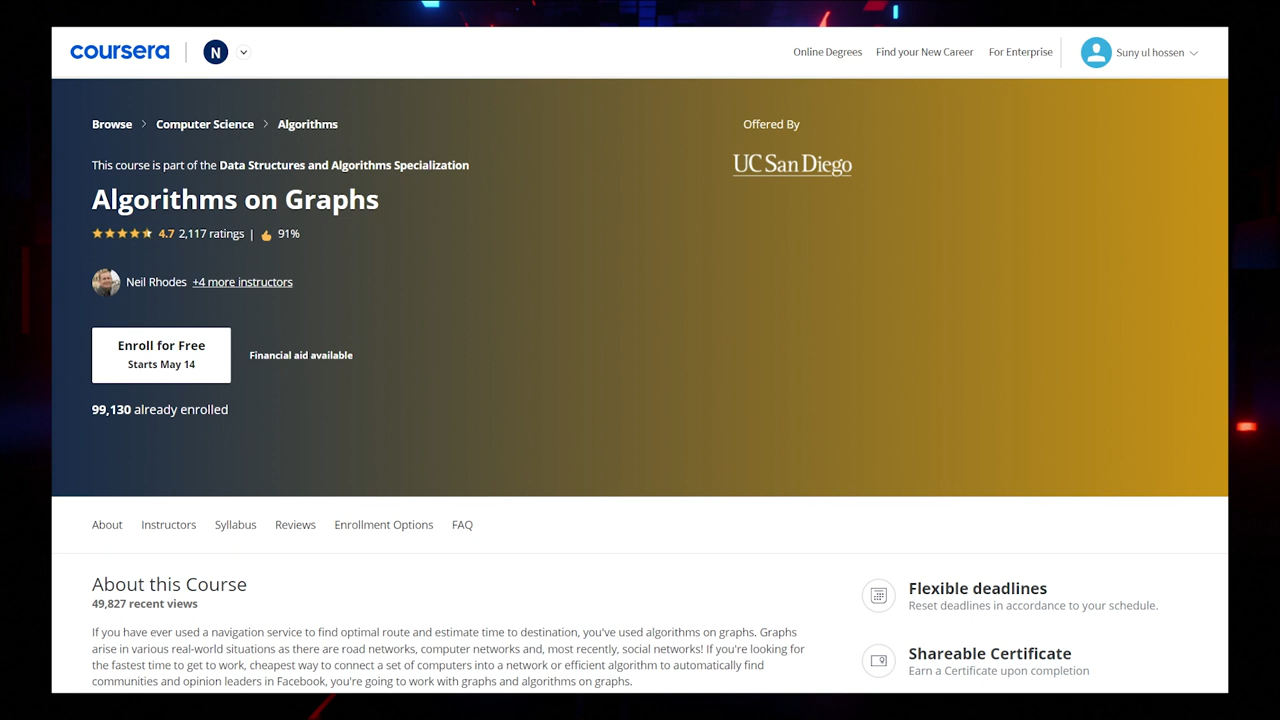 coursera
N
Online Degrees
Find your New Career
For Enterprise
Suny ul hossen
Browse > Computer Science > Algorithms
Offered By
UC San Diego
This course is part of the Data Structures and Algorithms Specialization
Algorithms on Graphs
4.7 2,117 ratings | 91%
Neil Rhodes +4 more instructors
Enroll for Free
Starts May 14
Financial aid available
99,130 already enrolled
About
Instructors
Syllabus
Reviews
Enrollment Options
FAQ
About this Course
49,827 recent views
If you have ever used a navigation service to find optimal route and estimate time to destination, you've used algorithms on graphs. Graphs
arise in various real-world situations as there are road networks, computer networks and, most recently, social networks! If you're looking for
the fastest time to get to work, cheapest way to connect a set of computers into a network or efficient algorithm to automatically find
communities and opinion leaders in Facebook, you're going to work with graphs and algorithms on graphs.
Flexible deadlines
Reset deadlines in accordance to your schedule.
Shareable Certificate
Earn a Certificate upon completion